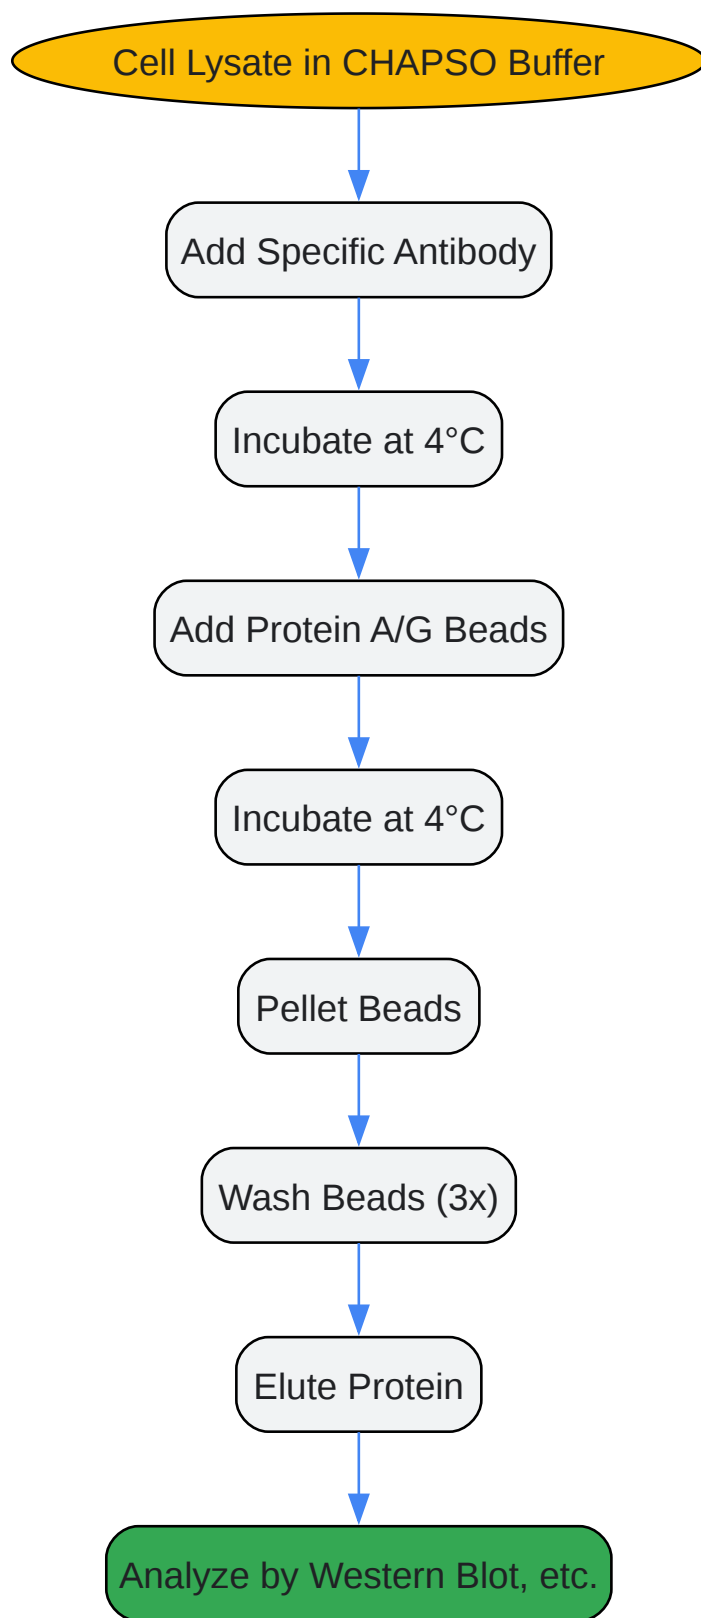 Cell Lysate in CHAPSO Buffer
Add Specific Antibody
Incubate at 4°C
Add Protein A/G Beads
Incubate at 4°C
Pellet Beads
Wash Beads (3x)
Elute Protein
Analyze by Western Blot, etc.